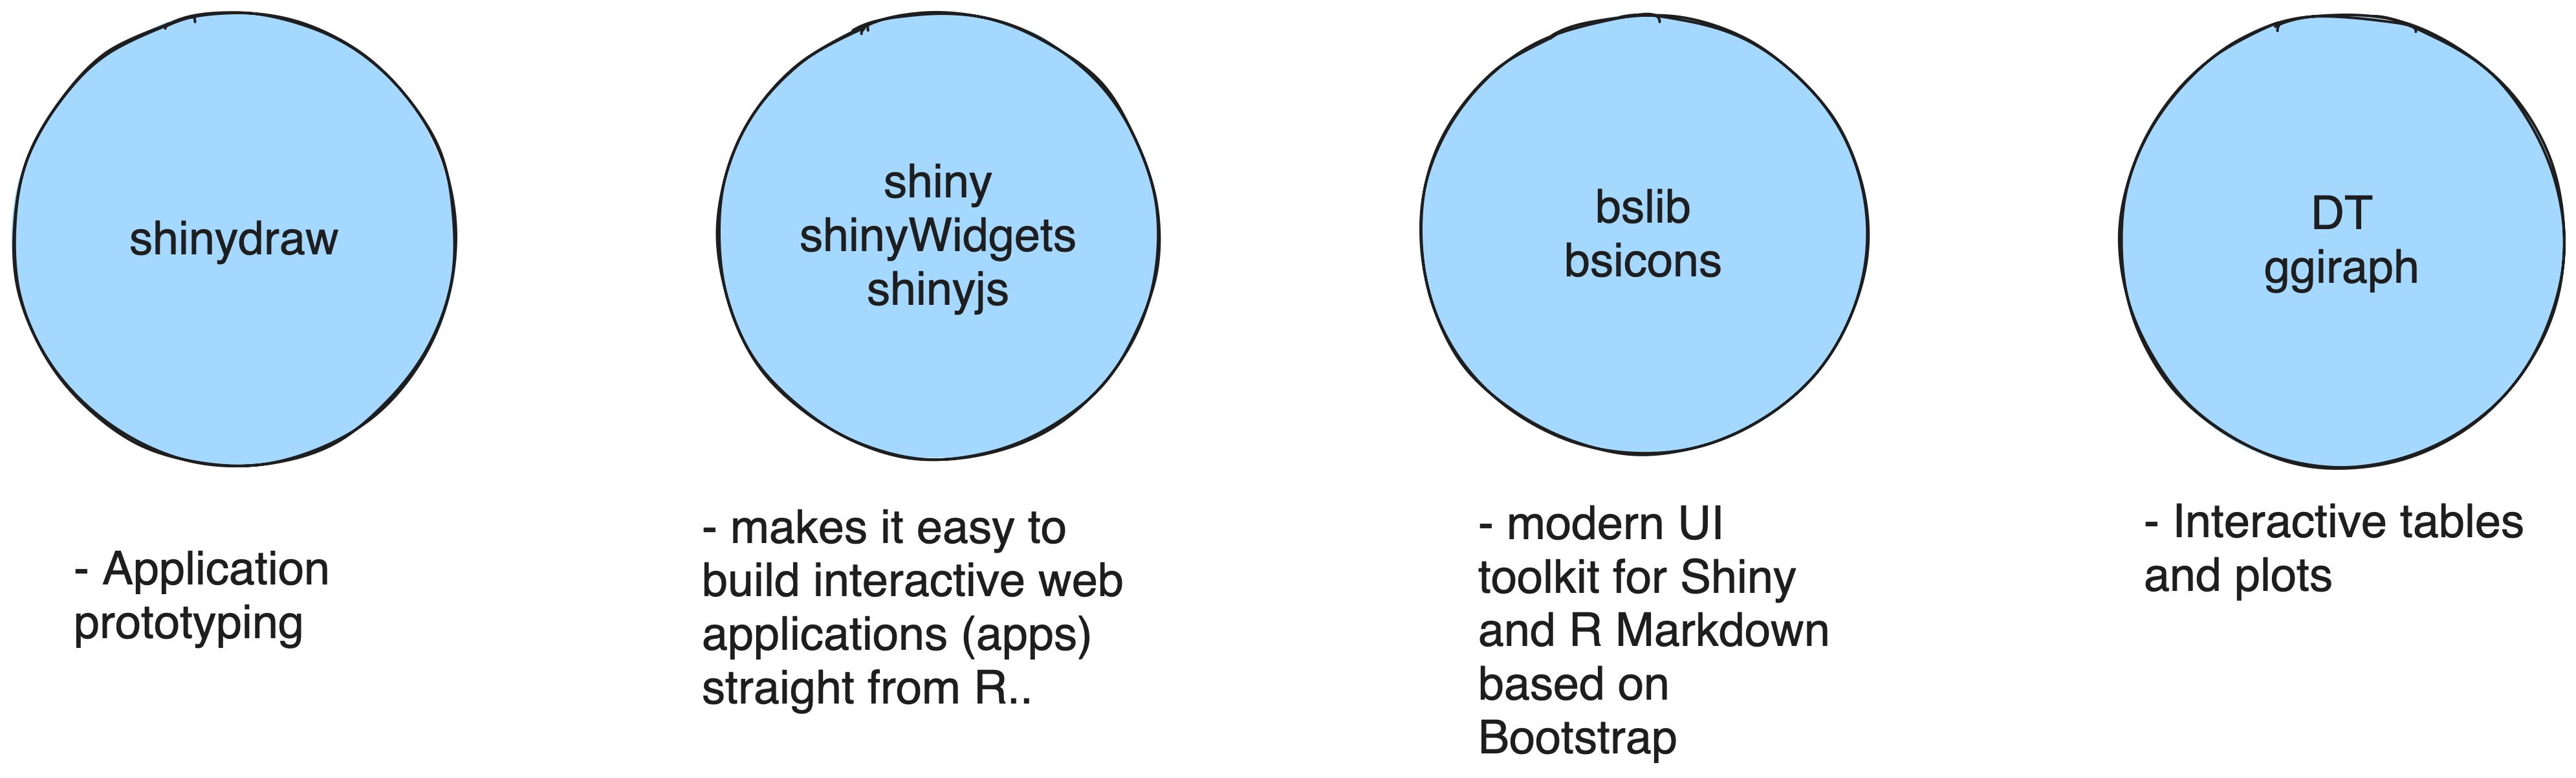 shinydraw
- Application
prototyping
shiny
shinyWidgets
shinyjs
- makes it easy to
build interactive web
applications (apps)
straight from R..
bslib
bsicons
- modern UI
toolkit for Shiny
and R Markdown
based on
Bootstrap
DT
ggiraph
- Interactive tables
and plots